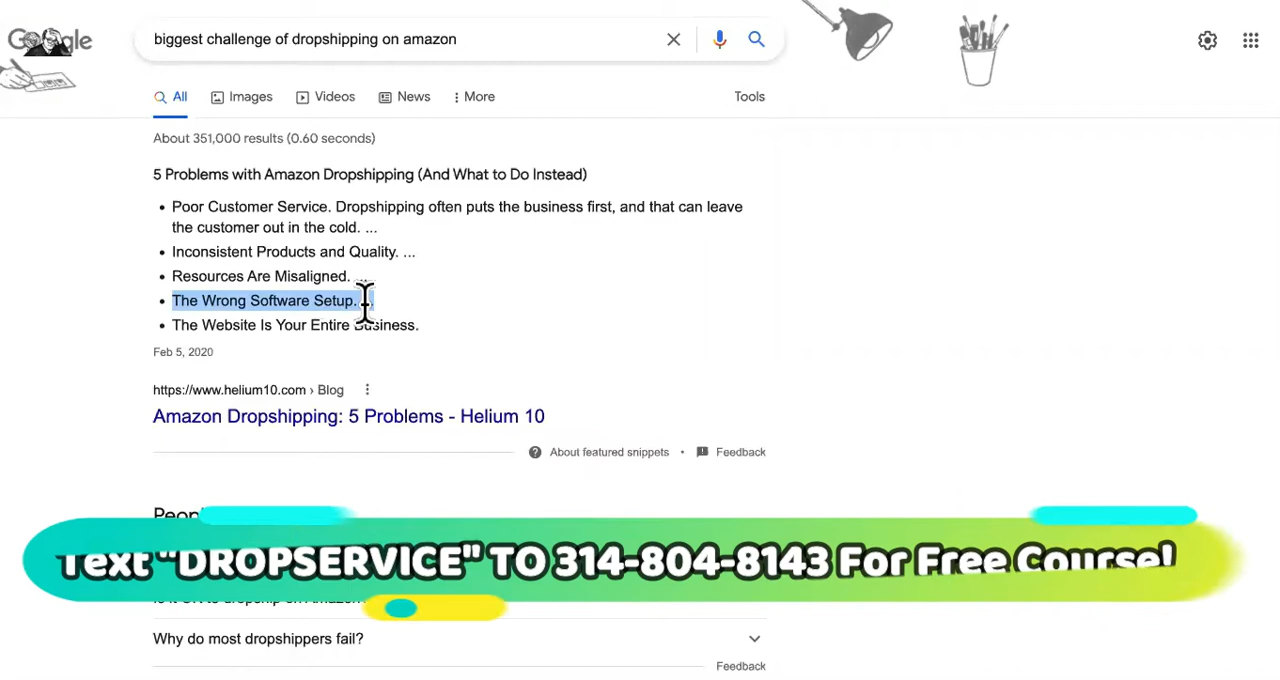 biggest challenge of dropshipping on amazon
All Images Videos News More Tools
About 351,000 results (0.60 seconds)
5 Problems with Amazon Dropshipping (And What to Do Instead)
• Poor Customer Service. Dropshipping often puts the business first, and that can leave
the customer out in the cold. ...
• Inconsistent Products and Quality. ...
• Resources Are Misaligned. ...
• The Wrong Software Setup. ...
• The Website Is Your Entire Business.
Feb 5, 2020
https://www.helium10.com › Blog
Amazon Dropshipping: 5 Problems - Helium 10
About featured snippets • Feedback
Text "DROPSERVICE" TO 314-804-8143 For Free Course!
Why do most dropshippers fail?
Feedback